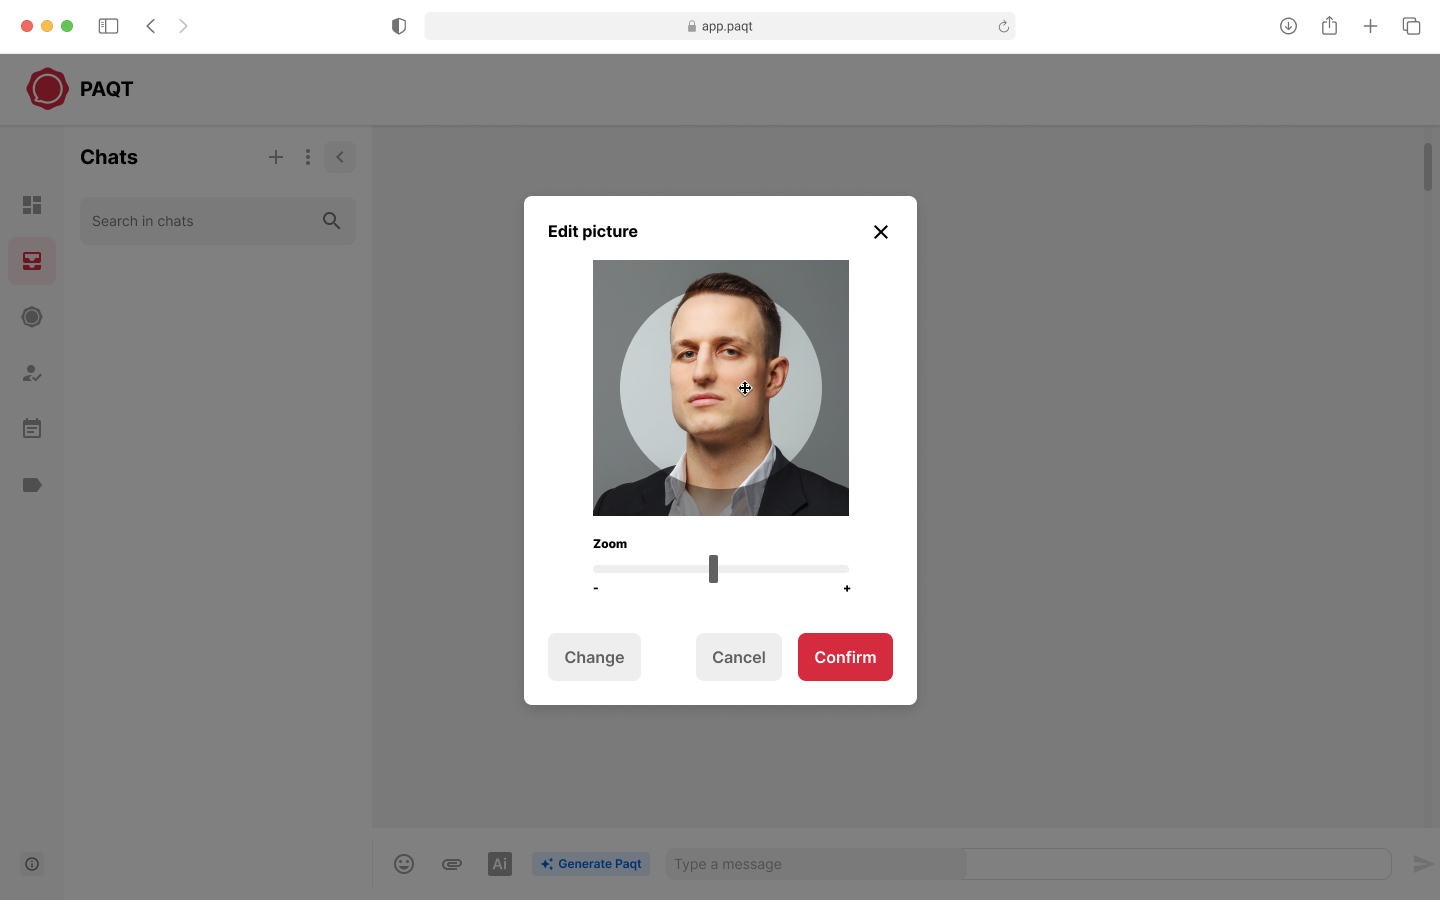 app.paqt
PAQT
Chats
Search in chats
Edit picture
Zoom
- +
Change Cancel Confirm
Ai Generate Paqt Type a message